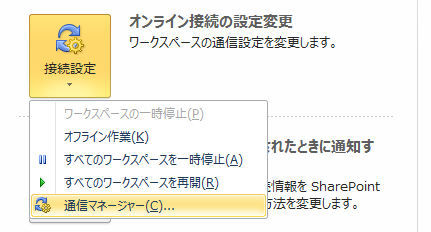 オンライン接続の設定変更
ワークスペースの通信設定を変更します。
接続設定
ワークスペースの一時停止(P)
オフライン作業(K)
すべてのワークスペースを一時停止(A)
されたときに通知す
すべてのワークスペースを再開(R)
情報を SharePoint
通信マネージャー(C)...
方法を変更します。